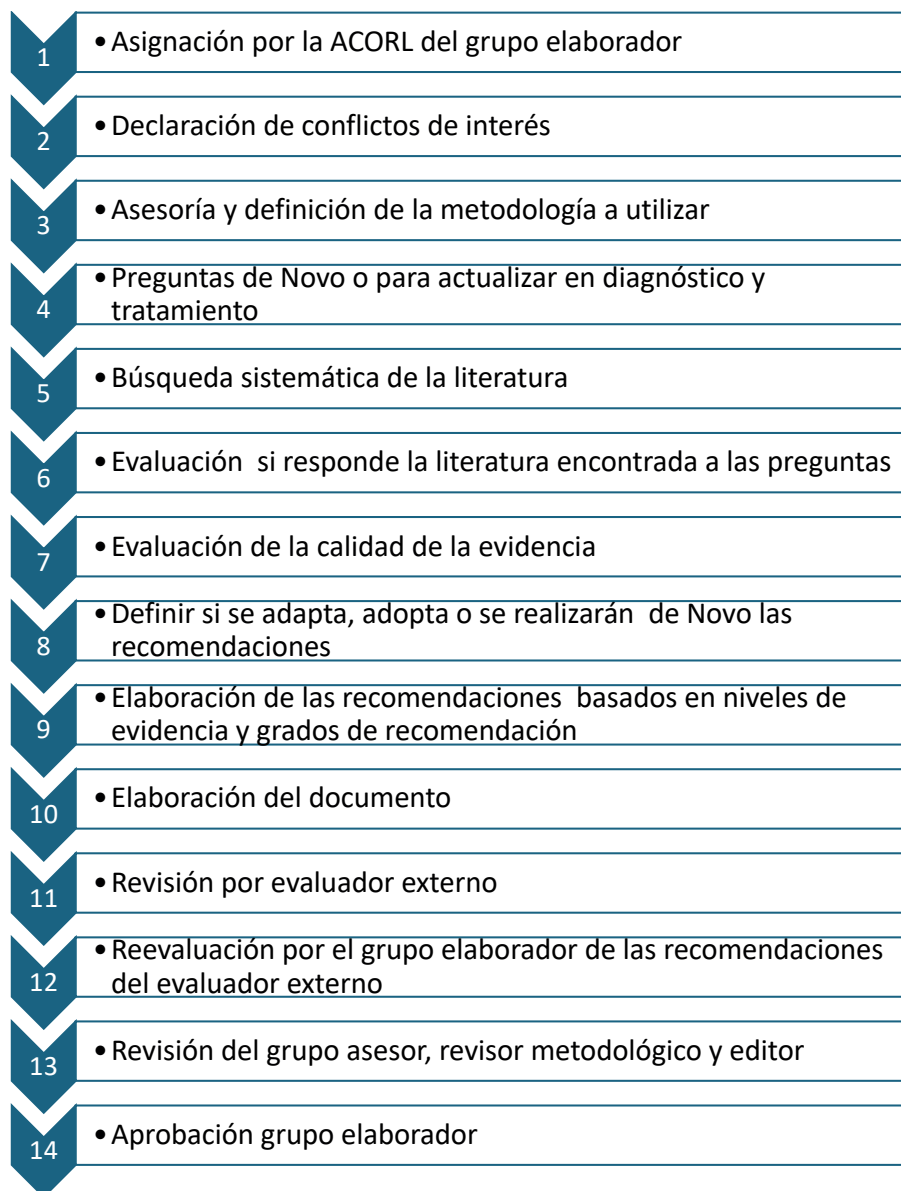 1
•Asignación por la ACORL del grupo elaborador
2
•Declaración de conflictos de interés
3
•Asesoría y definición de la metodología a utilizar
4
•Preguntas de Novo o para actualizar en diagnóstico y
tratamiento
5
•Búsqueda sistemática de la literatura
6
•Evaluación  si responde la literatura encontrada a las preguntas
7
•Evaluación de la calidad de la evidencia
8
•Definir si se adapta, adopta o se realizarán  de Novo las
recomendaciones
9
•Elaboración de las recomendaciones  basados en niveles de
evidencia y grados de recomendación
10
•Elaboración del documento
11
•Revisión por evaluador externo
12
•Reevaluación por el grupo elaborador de las recomendaciones
del evaluador externo
13
•Revisión del grupo asesor, revisor metodológico y editor
14
•Aprobación grupo elaborador